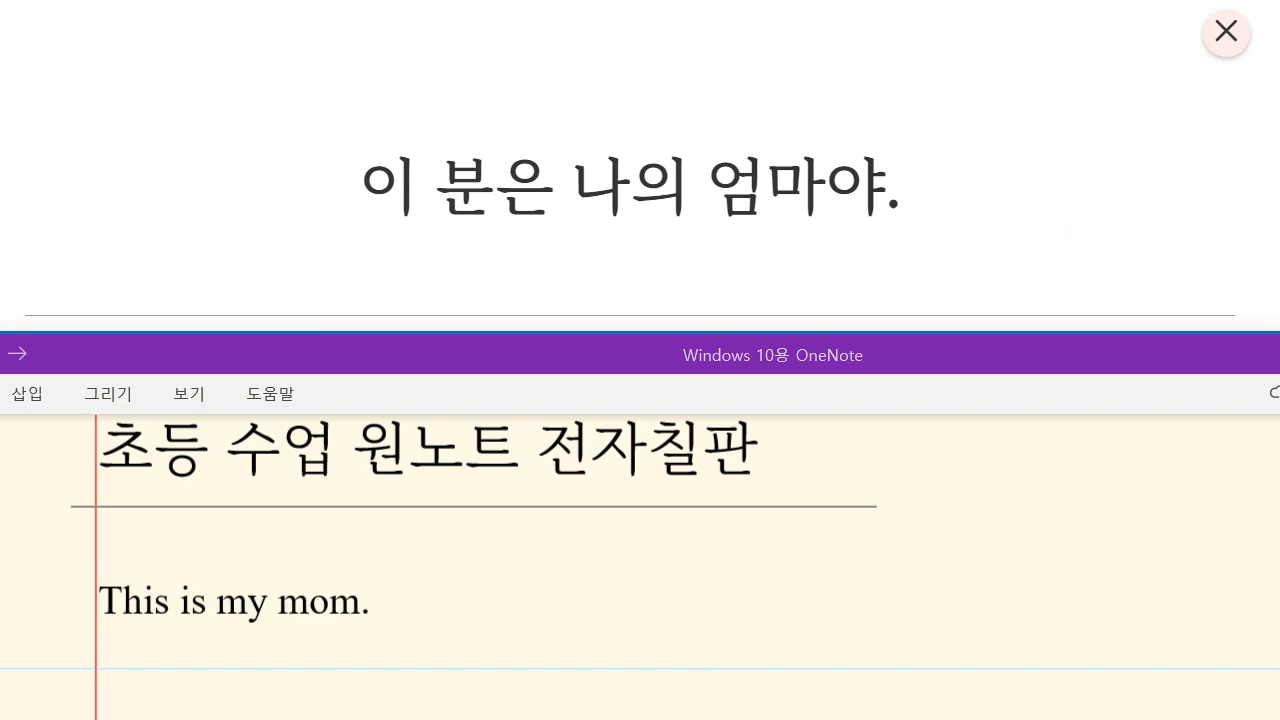 이 분은 나의 엄마야.
Windows 10용 OneNote
삽입 그리기 보기 도움말
초등 수업 원노트 전자칠판
This is my mom.